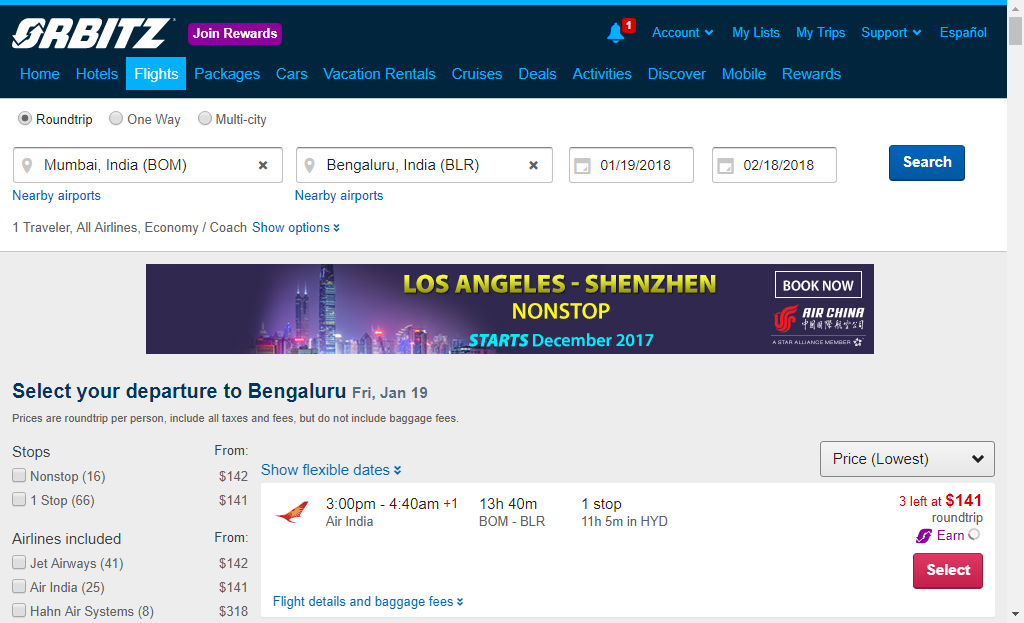 ORBITZ
Join Rewards
1
Account
My Lists
My Trips
Support
Español
Home
Hotels
Flights
Packages
Cars
Vacation Rentals
Cruises
Deals
Activities
Discover
Mobile
Rewards
Roundtrip
One Way
Multi-city
Mumbai, India (BOM)
Bengaluru, India (BLR)
01/19/2018
02/18/2018
Search
Nearby airports
Nearby airports
1 Traveler, All Airlines, Economy / Coach Show options
LOS ANGELES - SHENZHEN
NONSTOP
STARTS December 2017
BOOK NOW
AIR CHINA
中国国際航空公司
A STAR ALLIANCE MEMBER
Select your departure to Bengaluru Fri, Jan 19
Prices are roundtrip per person, include all taxes and fees, but do not include baggage fees.
Stops From:
Nonstop (16) $142
1 Stop (66) $141
Airlines included From:
Jet Airways (41) $142
Air India (25) $141
Hahn Air Systems (8) $318
Show flexible dates
Price (Lowest)
3:00pm - 4:40am +1
Air India
13h 40m
BOM - BLR
1 stop
11h 5m in HYD
3 left at $141
roundtrip
Earn
Select
Flight details and baggage fees